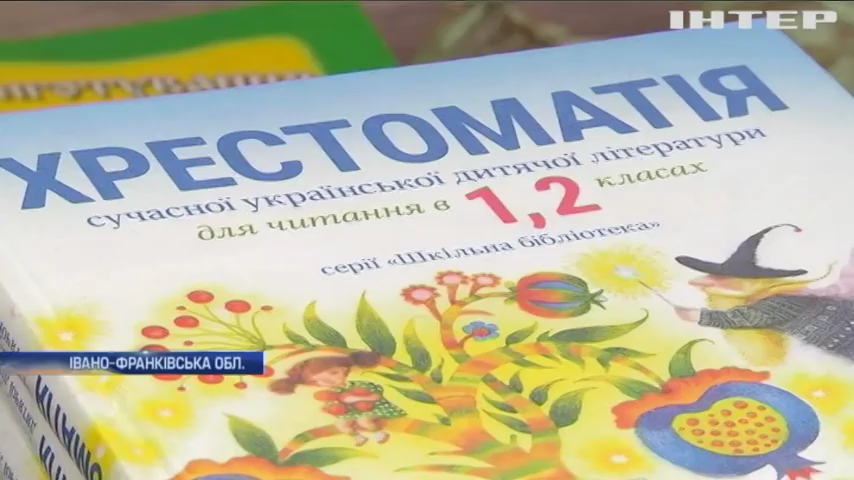 ІНТЕР
ХРЕСТОМАТІЯ
сучасної української дитячої літератури
для читання в 1,2 класах
серії «Шкільна бібліотека»
ІВАНО-ФРАНКІВСЬКА ОБЛ.